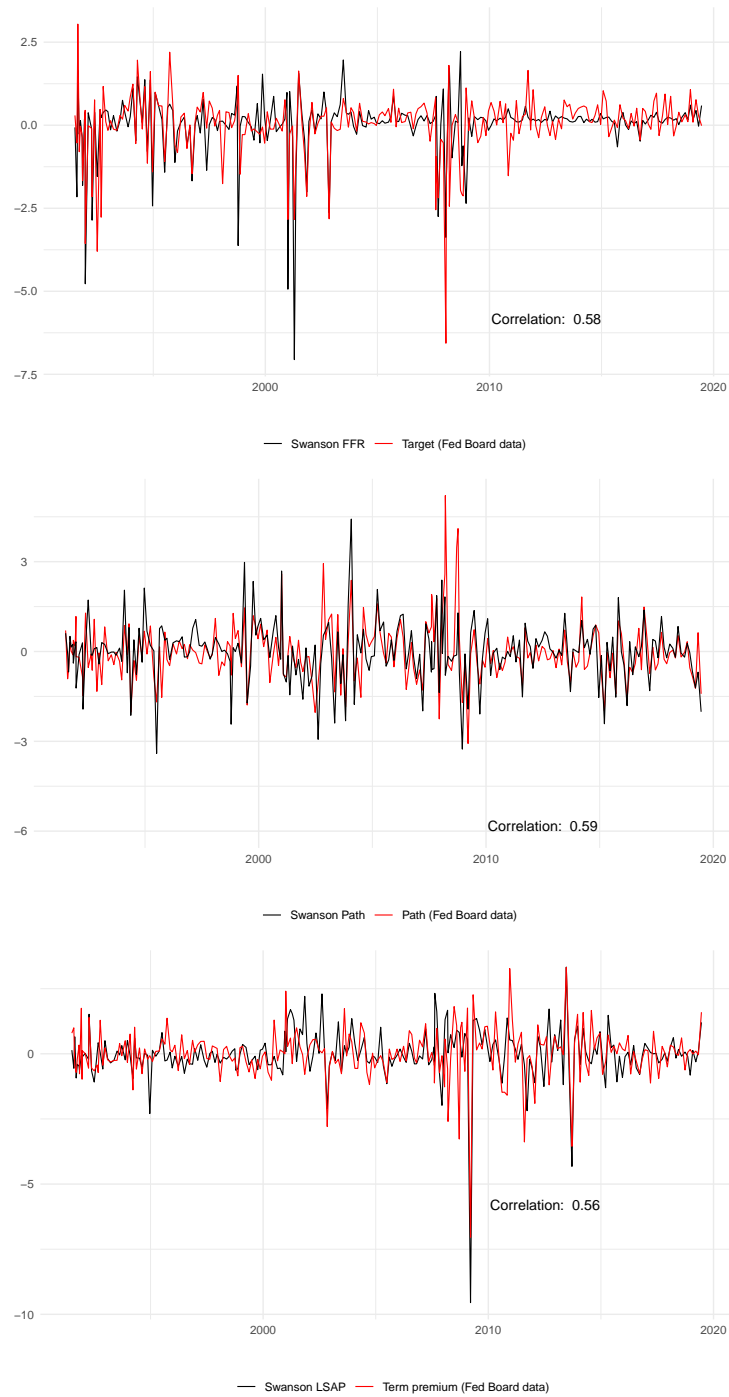 2.5
0.0
−2.5
−5.0
Correlation: 0.58
−7.5
2000
2010
2020
Swanson FFR
Target (Fed Board data)
3
0
−3
−6
Correlation: 0.59
2000
2010
2020
Swanson Path
Path (Fed Board data)
0
−5
Correlation: 0.56
−10
2000
2010
2020
Swanson LSAP
Term premium (Fed Board data)